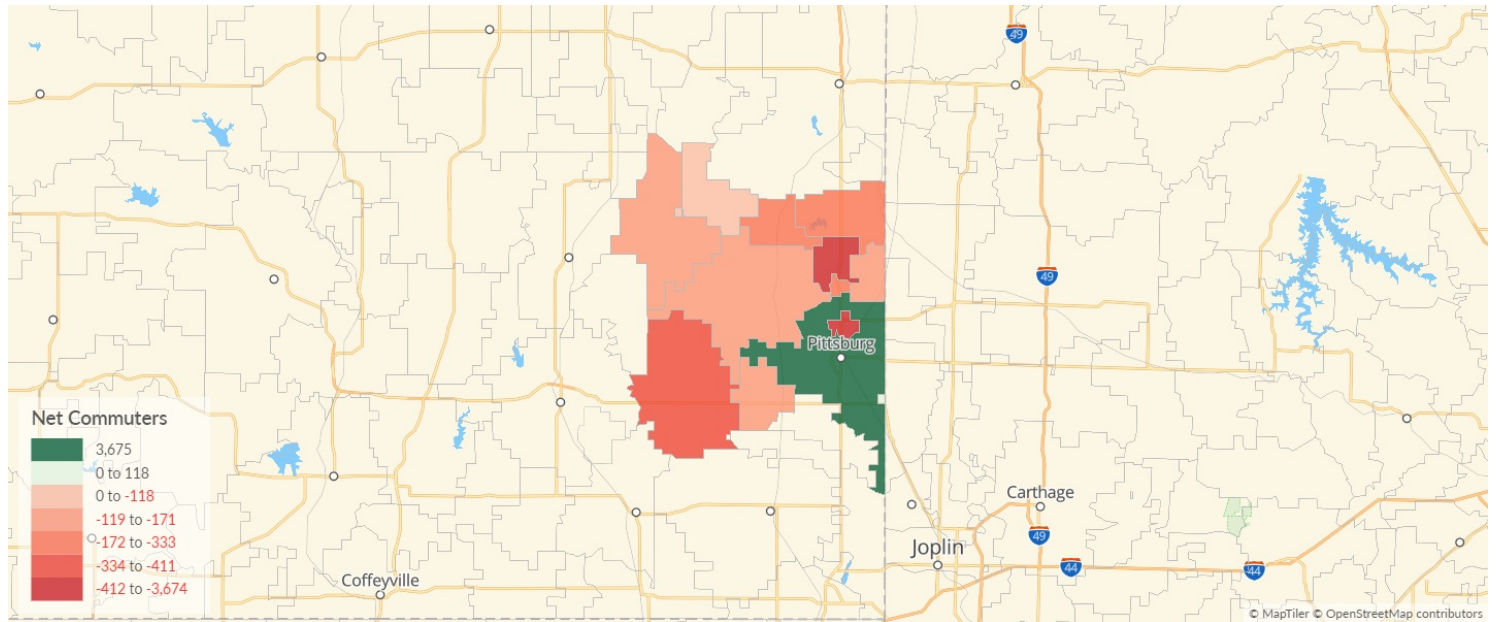 49
49
Pittsburg
Net Commuters
3,675
0 to 118
0 to -118
-119 to -171
-172 to -333
-334 to -411
-412 to -3,674
Carthage
49
Joplin
44
44
Coffeyville
© MapTiler © OpenStreetMap contributors